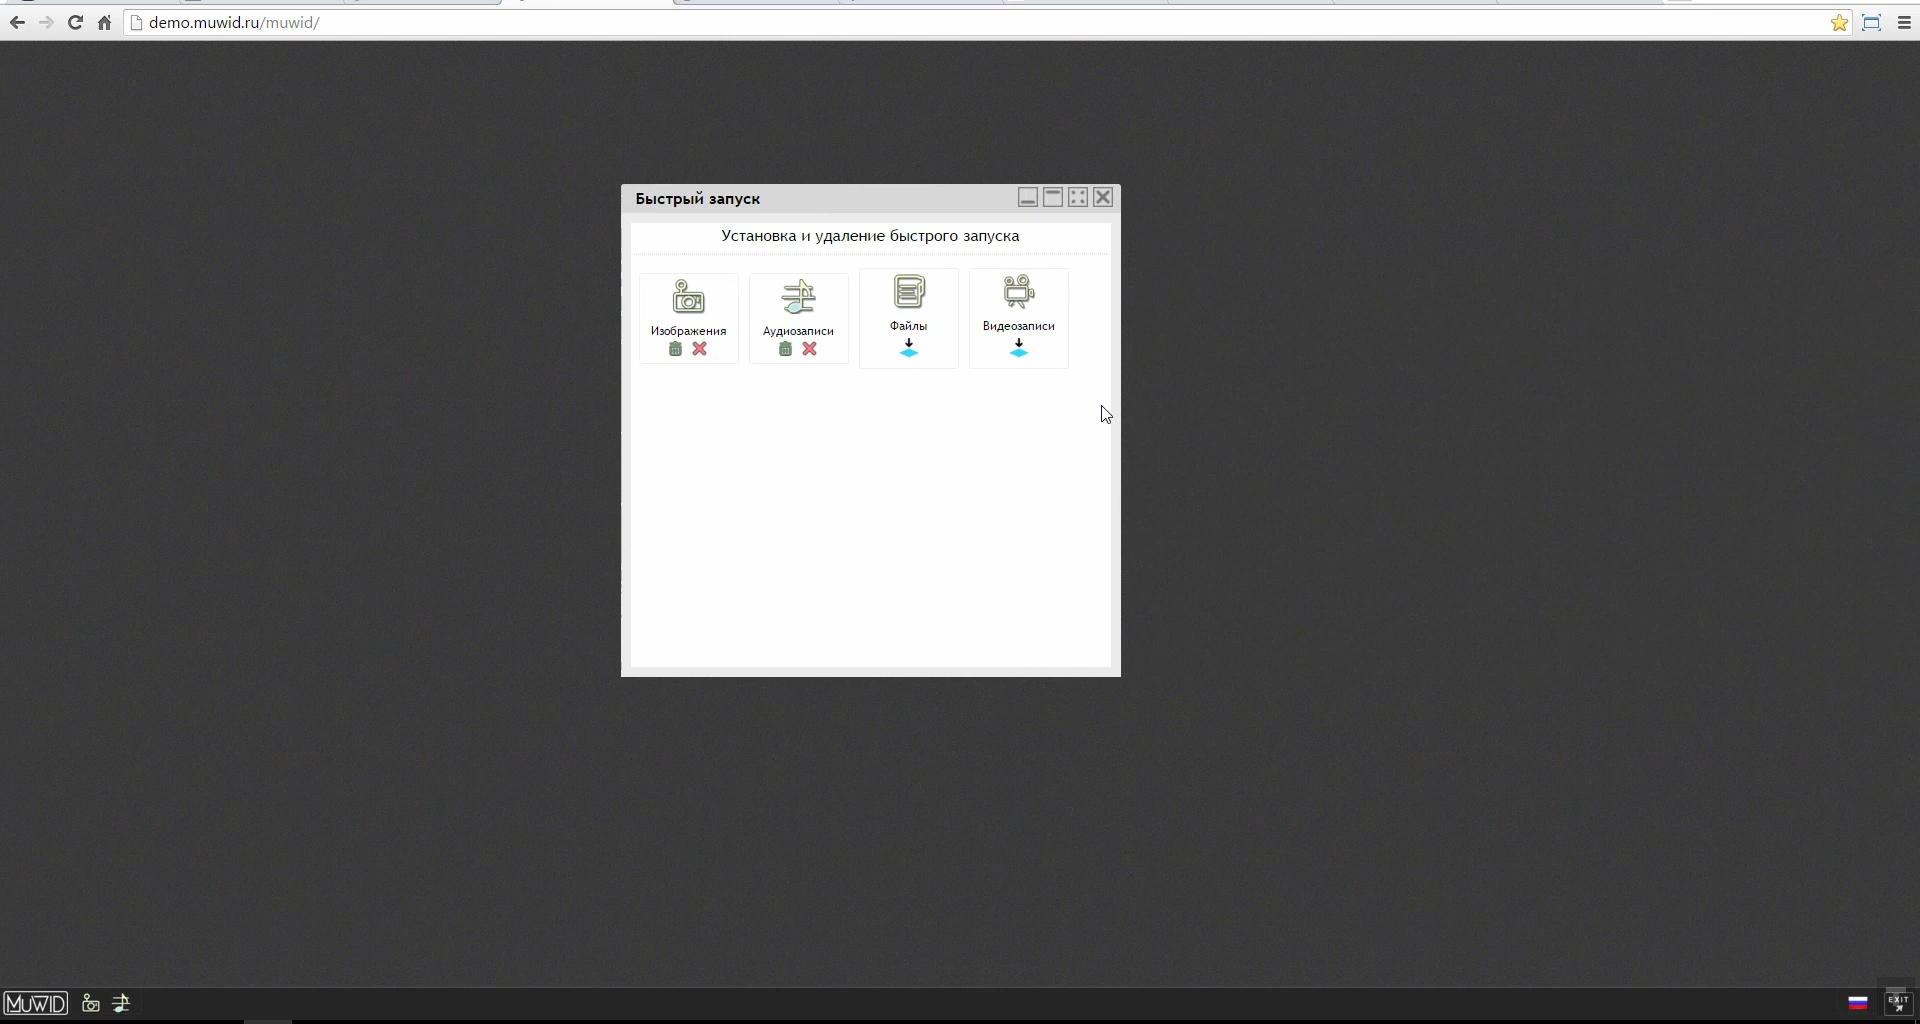 demo.muwid.ru/muwid/
Быстрый запуск
Установка и удаление быстрого запуска
Изображения
Аудиозаписи
Файлы
Видеозаписи
MUWID
EXIT